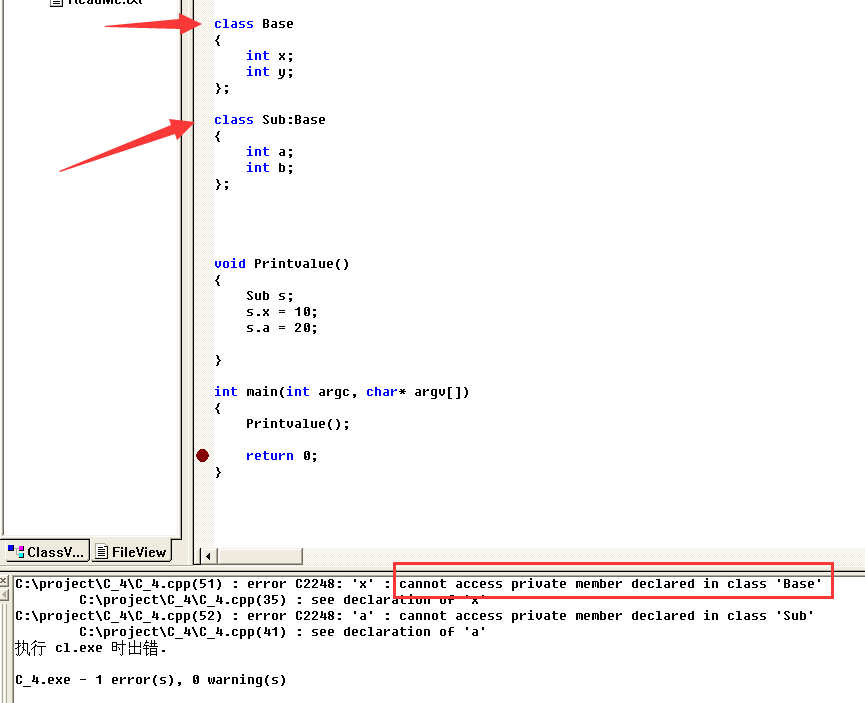 ReadMe.txt
class Base
{
int x;
int y;
};
class Sub:Base
{
int a;
int b;
};
void Printvalue()
{
Sub s;
s.x = 10;
s.a = 20;
}
int main(int argc, char* argv[])
{
Printvalue();
return 0;
}
ClassV... FileView
C:\project\C_4\C_4.cpp(51) : error C2248: 'x' : cannot access private member declared in class 'Base'
C:\project\C_4\C_4.cpp(35) : see declaration of 'x'
C:\project\C_4\C_4.cpp(52) : error C2248: 'a' : cannot access private member declared in class 'Sub'
C:\project\C_4\C_4.cpp(41) : see declaration of 'a'
执行 cl.exe 时出错.
C_4.exe - 1 error(s), 0 warning(s)